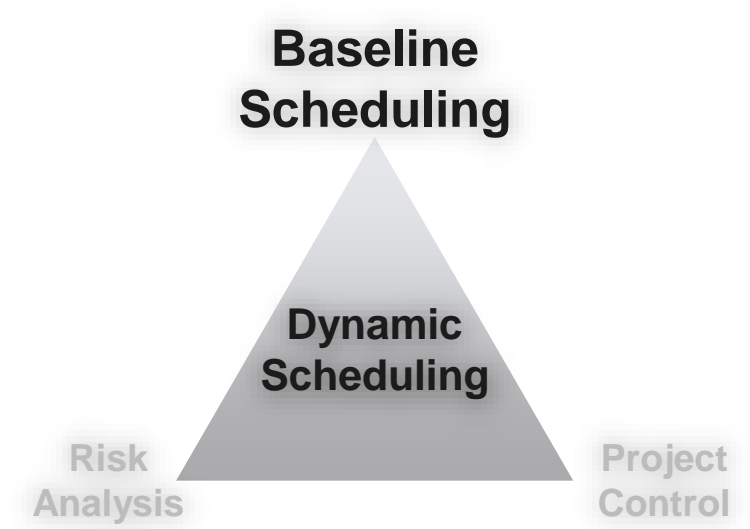 Baseline
Scheduling
Dynamic
Scheduling
Risk
Analysis
Project
Control